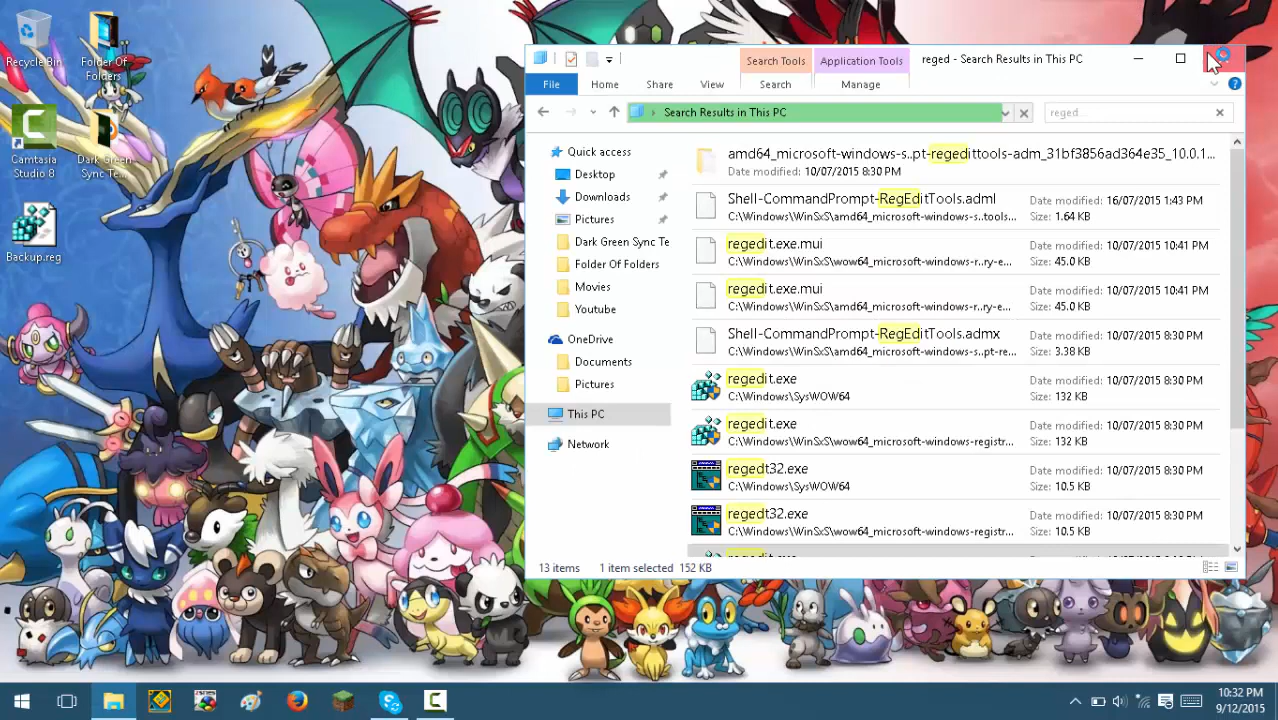 Recycle Bin
Folder Of
Folders
Camtasia
Studio 8
Dark Green
Sync Te...
Backup.reg
Search Tools
Application Tools
reged - Search Results in This PC
File
Home
Share
View
Search
Manage
Search Results in This PC
reged...
Quick access
Desktop
Downloads
Pictures
Dark Green Sync Te
Folder Of Folders
Movies
Youtube
OneDrive
Documents
Pictures
This PC
Network
amd64_microsoft-windows-s..pt-regedittools-adm_31bf3856ad364e35_10.0.1...
Date modified: 10/07/2015 8:30 PM
Shell-CommandPrompt-RegEditTools.adml
Date modified: 16/07/2015 1:43 PM
C:\Windows\WinSxS\amd64_microsoft-windows-s...tools...
Size: 1.64 KB
regedit.exe.mui
Date modified: 10/07/2015 10:41 PM
C:\Windows\WinSxS\wow64_microsoft-windows-r...ry-e...
Size: 45.0 KB
regedit.exe.mui
Date modified: 10/07/2015 10:41 PM
C:\Windows\WinSxS\amd64_microsoft-windows-r..ry-e...
Size: 45.0 KB
Shell-CommandPrompt-RegEditTools.admx
Date modified: 10/07/2015 8:30 PM
C:\Windows\WinSxS\amd64_microsoft-windows-s..pt-re...
Size: 3.38 KB
regedit.exe
Date modified: 10/07/2015 8:30 PM
C:\Windows\SysWOW64
Size: 132 KB
regedit.exe
Date modified: 10/07/2015 8:30 PM
C:\Windows\WinSxS\wow64_microsoft-windows-registr...
Size: 132 KB
regedt32.exe
Date modified: 10/07/2015 8:30 PM
C:\Windows\SysWOW64
Size: 10.5 KB
regedt32.exe
Date modified: 10/07/2015 8:30 PM
C:\Windows\WinSxS\wow64_microsoft-windows-registr...
Size: 10.5 KB
13 items
1 item selected 152 KB
10:32 PM
9/12/2015